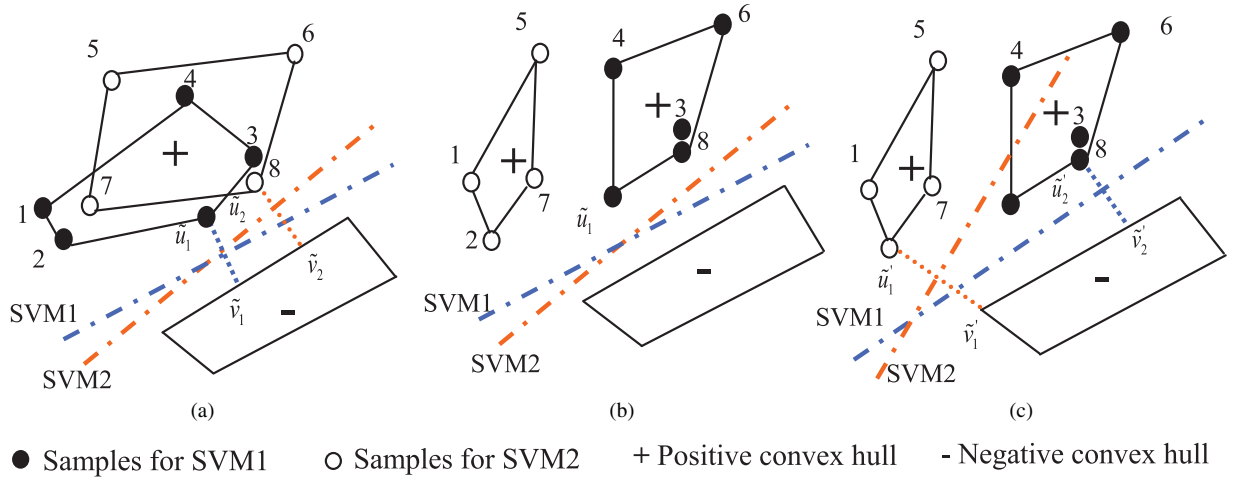 5 6
4
+ 3
8
7
1
2
ũ₂
ũ₁
ṽ₂
ṽ₁
-
SVM1
SVM2
(a)
5 6
4
+ 3
1 + 8
7
2 ũ₁
-
SVM1
SVM2
(b)
5 6
4
+ 3
1 + 8
7 ũ'₂
ũ'₁ ṽ'₂
ṽ'₁ -
SVM1
SVM2
(c)
Samples for SVM1 Samples for SVM2 + Positive convex hull - Negative convex hull